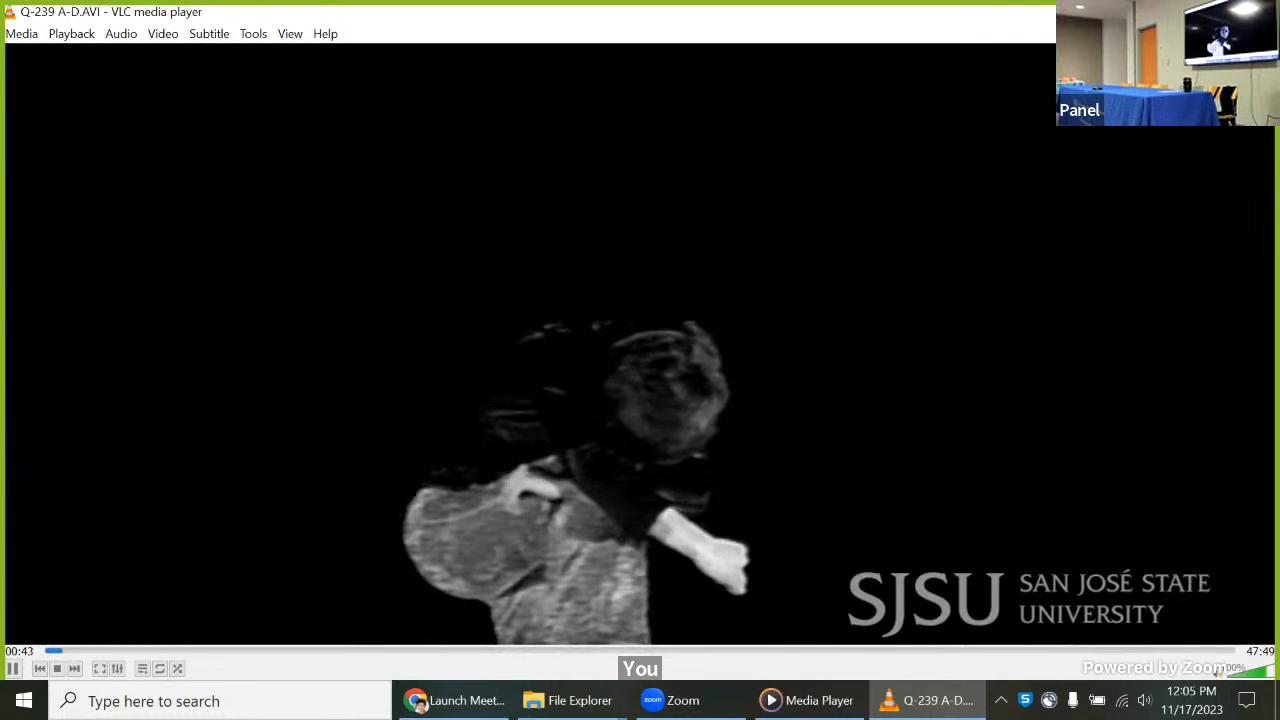 Q-239 A-D.AVI - VLC media player
Media Playback Audio Video Subtitle Tools View Help
Panel
SJSU SAN JOSÉ STATE
UNIVERSITY
00:43
47:49
You
Powered by Zoom
Type here to search
Launch Meet...
File Explorer
zoom
Zoom
Media Player
Q-239 A-D....
12:05 PM
11/17/2023